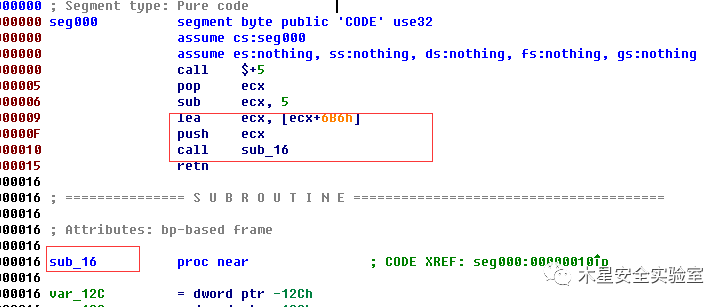 000000 ; Segment type: Pure code
000000 seg000 segment byte public 'CODE' use32
000000 assume cs:seg000
000000 assume es:nothing, ss:nothing, ds:nothing, fs:nothing, gs:nothing
000000 call $+5
000005 pop ecx
000006 sub ecx, 5
000009 lea ecx, [ecx+6B6h]
00000F push ecx
000010 call sub_16
000015 retn
000016
000016 ; =============== S U B R O U T I N E =======================================
000016
000016 ; Attributes: bp-based frame
000016
000016 sub_16 proc near ; CODE XREF: seg000:00000010↑p
000016
000016 var_12C = dword ptr -12Ch
木星安全实验室